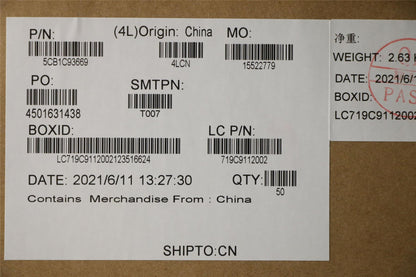 P/N: (4L)Origin: China MO:
5CB1C93669 4LCN 15522779
PO: SMTPN:
4501631438 T007
BOXID: LC P/N:
LC719C9112002123516624 719C9112002
DATE: 2021/6/11 13:27:30 QTY:
50
Contains Merchandise From : China
SHIPTO:CN
净重:
WEIGHT: 2.63
DATE: 2021/6/1
BOXID:
LC719C9112002
PAS